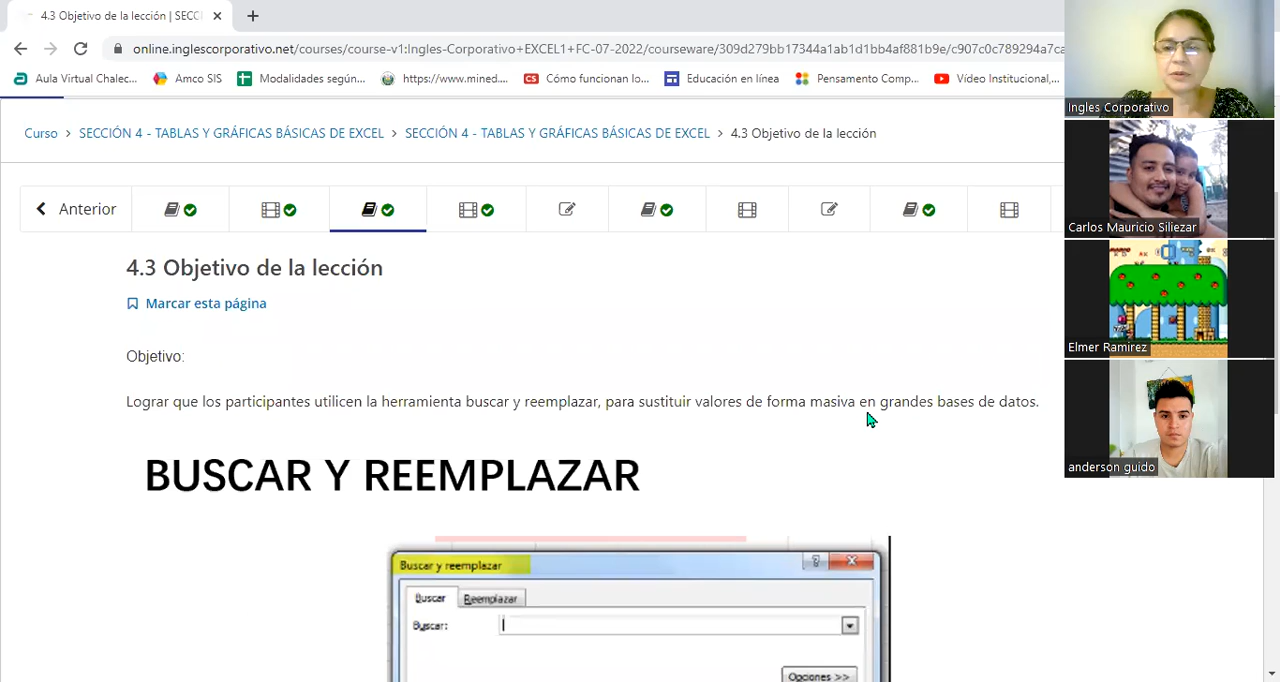 4.3 Objetivo de la lección | SECC
online.inglescorporativo.net/courses/course-v1:Ingles-Corporativo+EXCEL1+FC-07-2022/courseware/309d279bb17344a1ab1d1bb4af881b9e/c907c0c789294a7ca
Aula Virtual Chalec... Amco SIS Modalidades según... https://www.mined.... Cómo funcionan lo... Educación en línea Pensamento Comp... Vídeo Institucional,...
Ingles Corporativo
Curso > SECCIÓN 4 - TABLAS Y GRÁFICAS BÁSICAS DE EXCEL > SECCIÓN 4 - TABLAS Y GRÁFICAS BÁSICAS DE EXCEL > 4.3 Objetivo de la lección
Anterior
Carlos Mauricio Siliezar
4.3 Objetivo de la lección
Marcar esta página
Elmer Ramirez
Objetivo:
Lograr que los participantes utilicen la herramienta buscar y reemplazar, para sustituir valores de forma masiva en grandes bases de datos.
anderson guido
BUSCAR Y REEMPLAZAR
Buscar y reemplazar
Buscar Reemplazar
Buscar:
Opciones >>